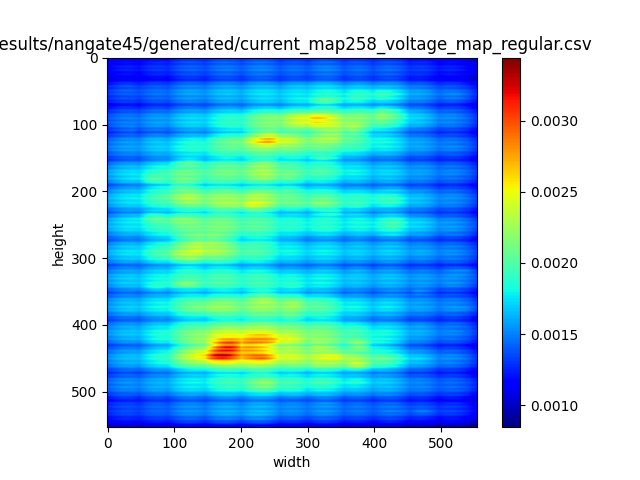 esults/nangate45/generated/current_map258_voltage_map_regular.csv
0
100
200
300
400
500
height
0 100 200 300 400 500
width
0.0030
0.0025
0.0020
0.0015
0.0010